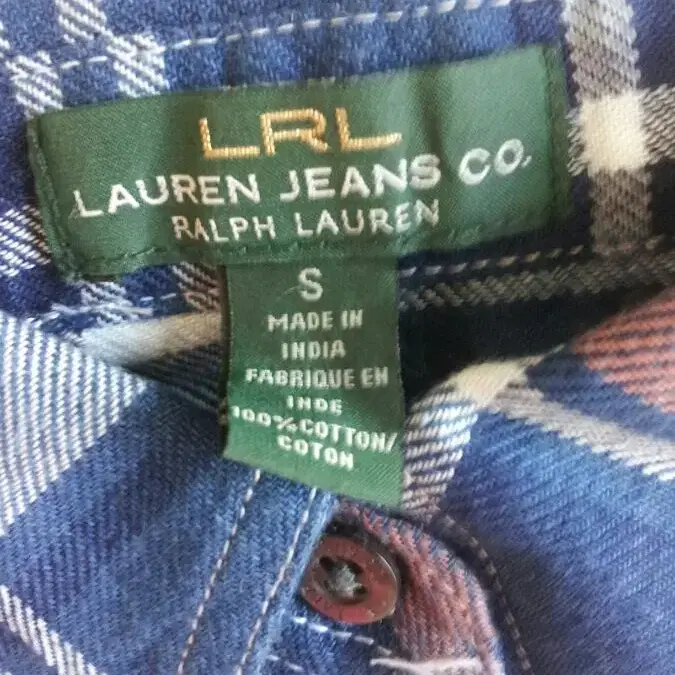 LRL
LAUREN JEANS CO.
RALPH LAUREN
S
MADE IN
INDIA
FABRIQUE EN
INDE
100% COTTON/
COTON